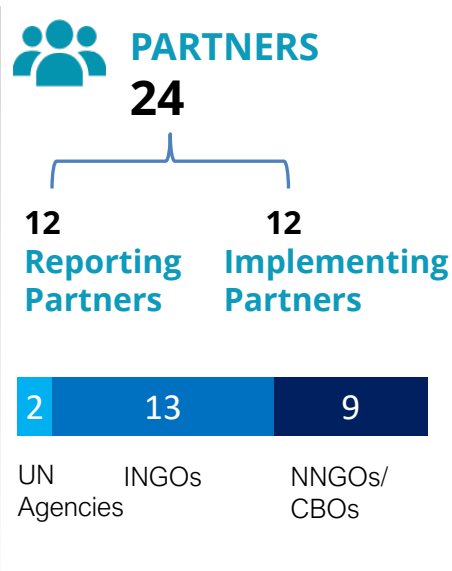 PARTNERS
24
12
Reporting
Partners
12
Implementing
Partners
2
13
9
UN
Agencies
INGOs
NNGOs/
CBOs